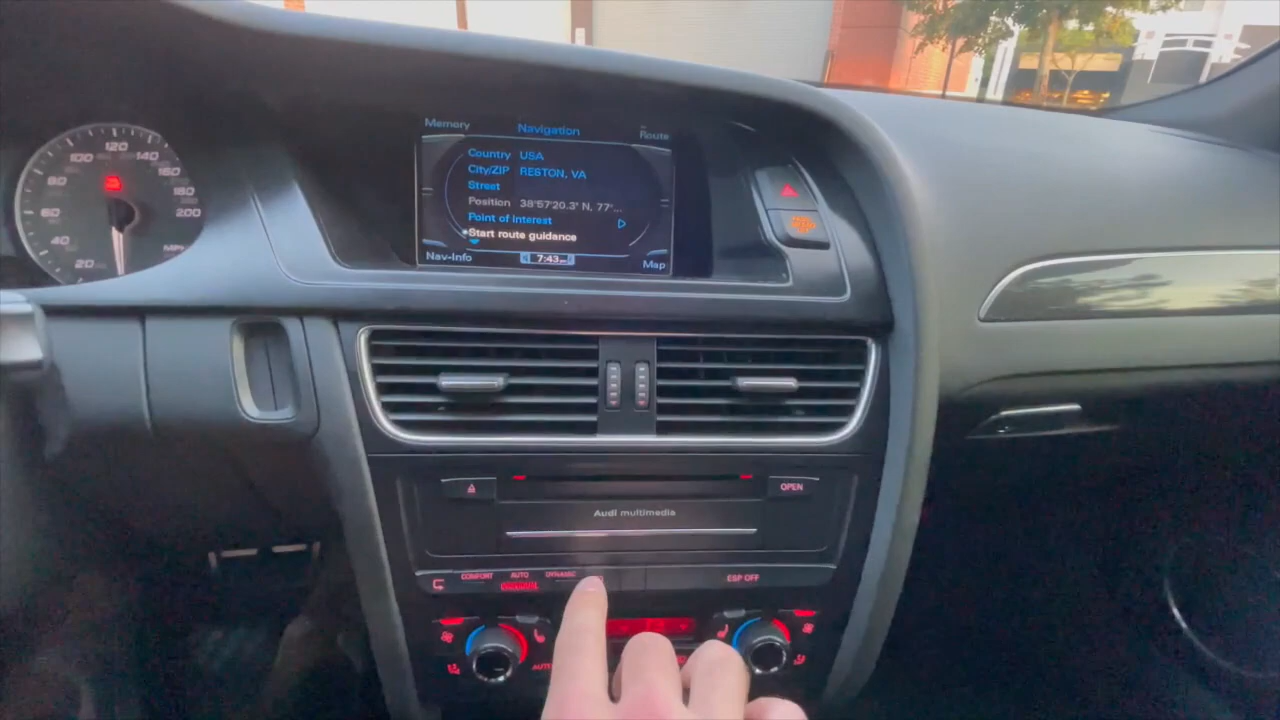 Memory Navigation Route
Country USA
City/ZIP RESTON, VA
Street
Position 38°57'20.3" N, 77°...
Point of interest
Start route guidance
Nav-Info 7:43 Map
120
100 140
80 160
180
60 200
40 MPH
20
OPEN
Audi multimedia
COMFORT AUTO DYNAMIC
ESP OFF
AUTO